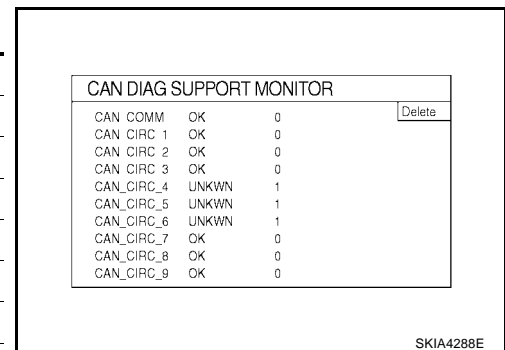 CAN DIAG SUPPORT MONITOR
Delete
CAN COMM OK 0
CAN CIRC 1 OK 0
CAN CIRC 2 OK 0
CAN CIRC 3 OK 0
CAN_CIRC_4 UNKWN 1
CAN_CIRC_5 UNKWN 1
CAN_CIRC_6 UNKWN 1
CAN_CIRC_7 OK 0
CAN_CIRC_8 OK 0
CAN_CIRC_9 OK 0
SKIA4288E